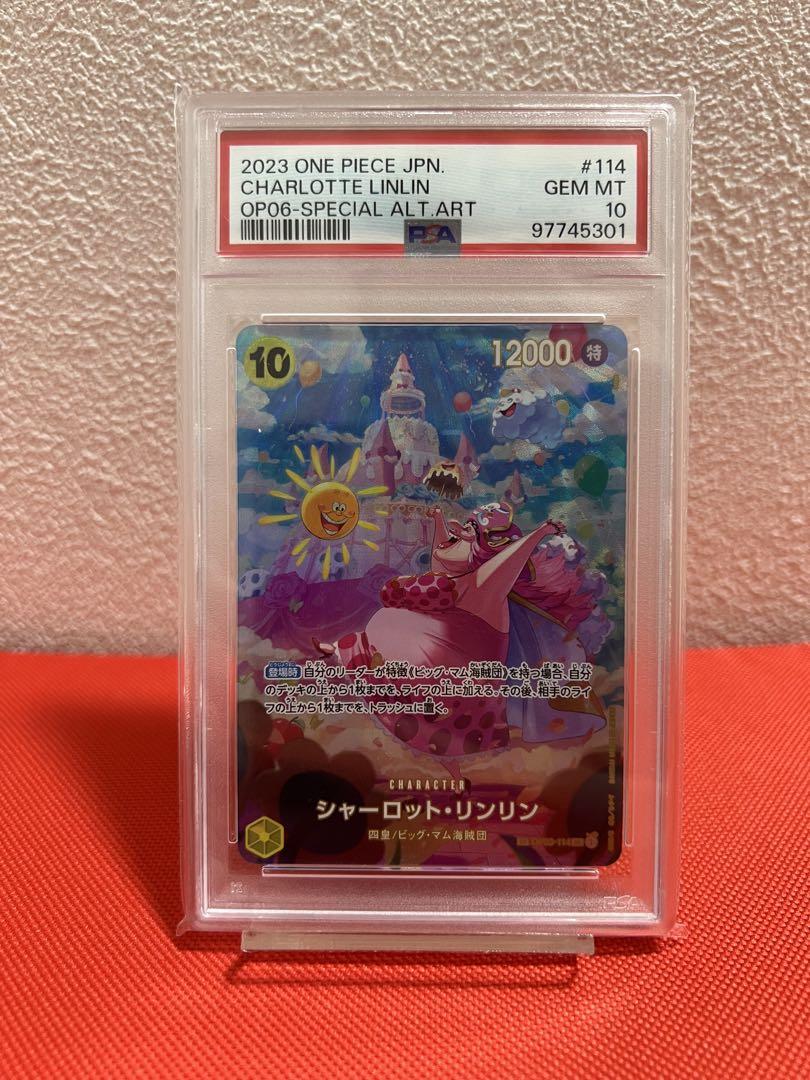 2023 ONE PIECE JPN. #114
CHARLOTTE LINLIN GEM MT
OP06-SPECIAL ALT.ART 10
PSA 97745301
10
12000 特
登場時 自分のリーダーが特徴《ビッグ・マム海賊団》を持つ場合、自分
のデッキの上から1枚までを、ライフの上に加える。その後、相手のライ
フの上から1枚までを、トラッシュに置く。
CHARACTER
シャーロット・リンリン
四皇/ビッグ・マム海賊団
PSA